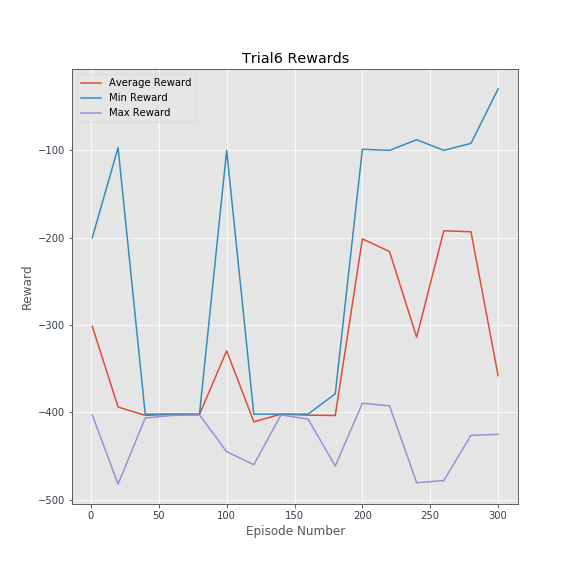 Trial6 Rewards
Average Reward
Min Reward
Max Reward
Reward
−100
−200
−300
−400
−500
0 50 100 150 200 250 300
Episode Number